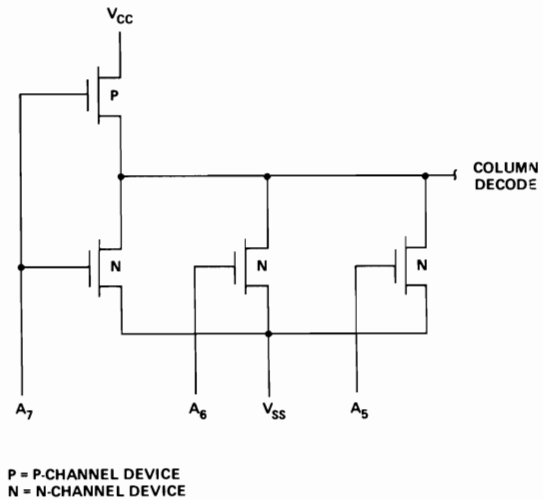 VCC
P
COLUMN
DECODE
N
N
N
A7
A6
VSS
A5
P = P-CHANNEL DEVICE
N = N-CHANNEL DEVICE